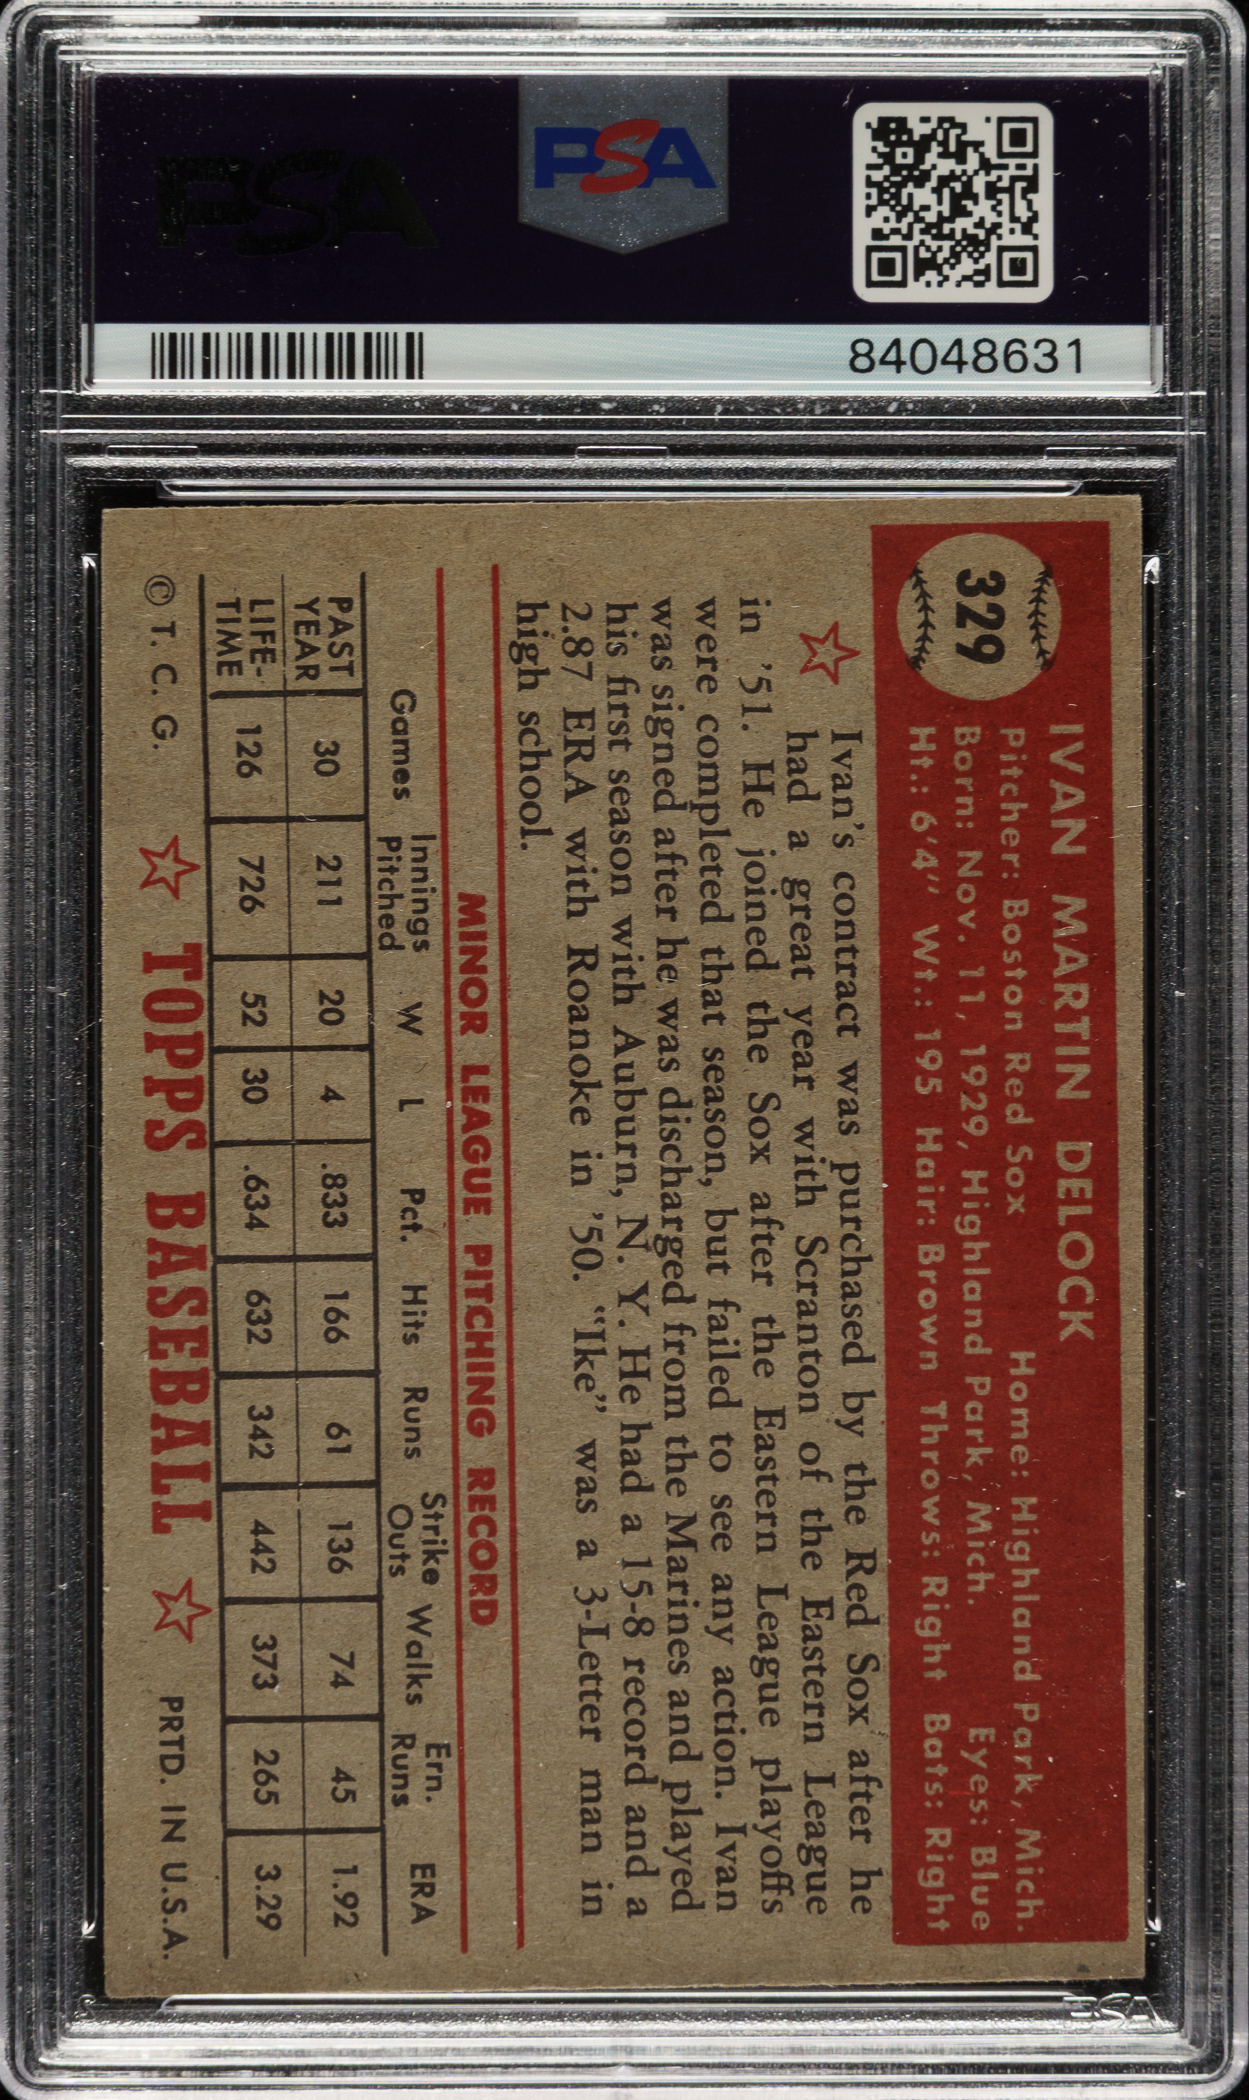 PSA
PSA
84048631
329
IVAN MARTIN DELOCK
Pitcher: Boston Red Sox Home: Highland Park, Mich.
Born: Nov. 11, 1929, Highland Park, Mich. Eyes: Blue
Ht.: 6'4" Wt.: 195 Hair: Brown Throws: Right Bats: Right
Ivan's contract was purchased by the Red Sox after he
had a great year with Scranton of the Eastern League
in '51. He joined the Sox after the Eastern League playoffs
were completed that season, but failed to see any action. Ivan
was signed after he was discharged from the Marines and played
his first season with Auburn, N. Y. He had a 15-8 record and a
2.87 ERA with Roanoke in '50. "Ike" was a 3-Letter man in
high school.
MINOR LEAGUE PITCHING RECORD
Games Innings Pitched W L Pct. Hits Runs Strike Outs Walks Ern. Runs ERA
PAST YEAR 30 211 20 4 .833 166 61 136 74 45 1.92
LIFE-TIME 126 726 52 30 .634 632 342 442 373 265 3.29
© T. C. G. TOPPS BASEBALL PRTD. IN U.S.A.
PSA